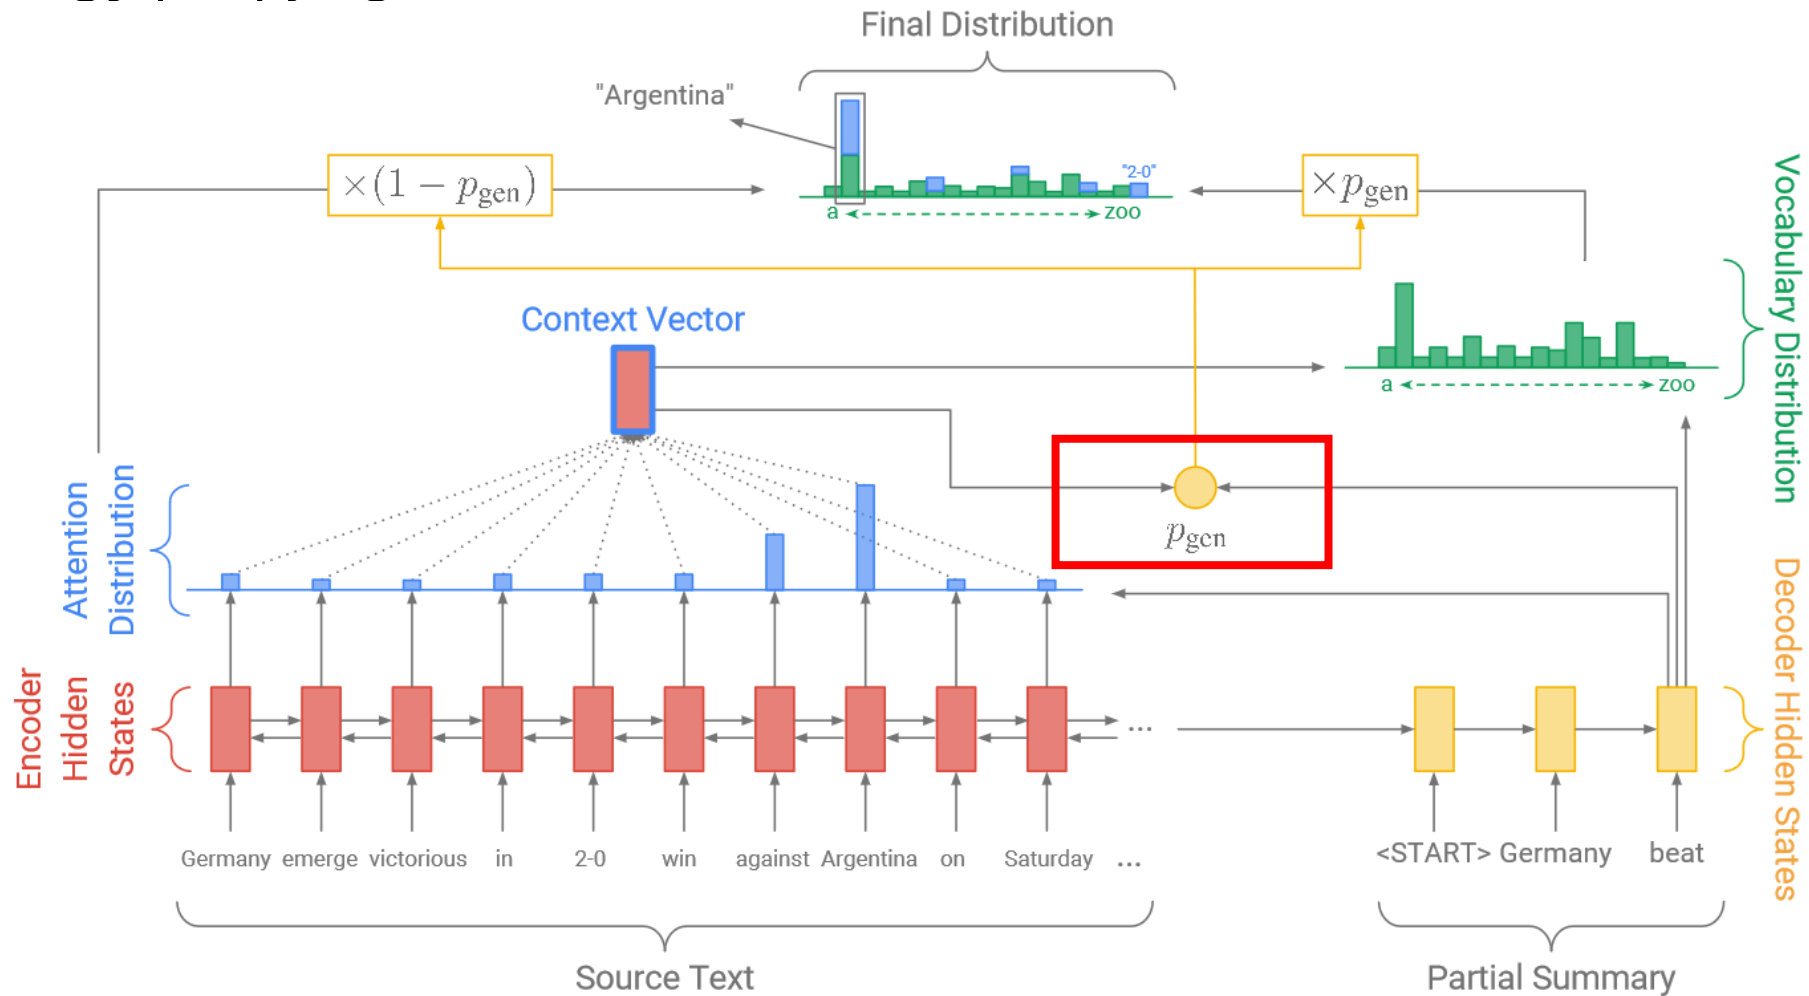 Final Distribution
"Argentina"
×(1 − p_gen)
"2-0"
a
zoo
×p_gen
Vocabulary Distribution
Context Vector
a
zoo
Attention
Distribution
p_gen
Encoder
Hidden
States
...
Decoder Hidden States
Germany emerge victorious in 2-0 win against Argentina on Saturday ...
<START> Germany beat
Source Text
Partial Summary